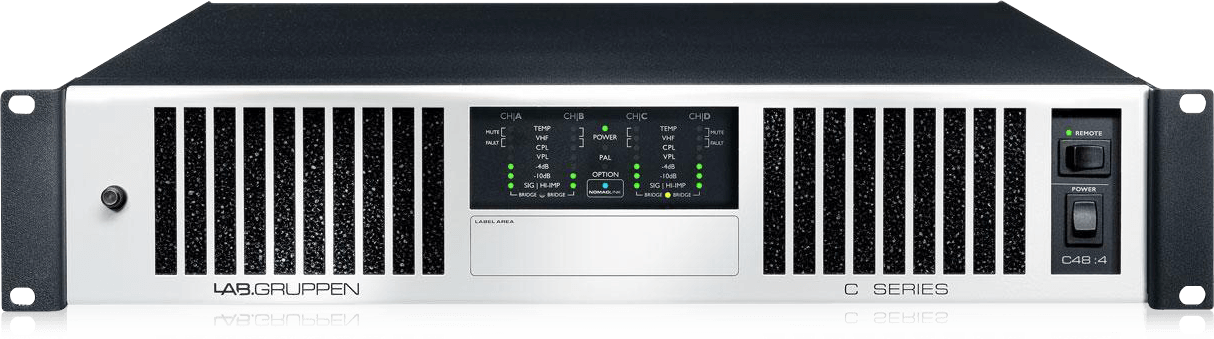 CH|A CH|B CH|C CH|D
MUTE TEMP POWER TEMP MUTE
FAULT VHF VHF FAULT
CPL CPL
VPL PAL VPL
-4dB -4dB
-10dB OPTION -10dB
SIG | HI-IMP NOMADLINK SIG | HI-IMP
BRIDGE BRIDGE BRIDGE BRIDGE
REMOTE
POWER
C48 :4
LABEL AREA
LAB.GRUPPEN
C SERIES